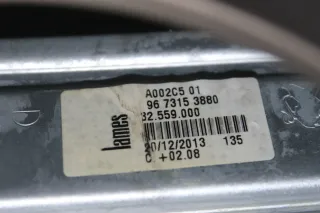 A002C5 01
96 7315 3880
32.559.000
lames
20/12/2013 135
C +02.08